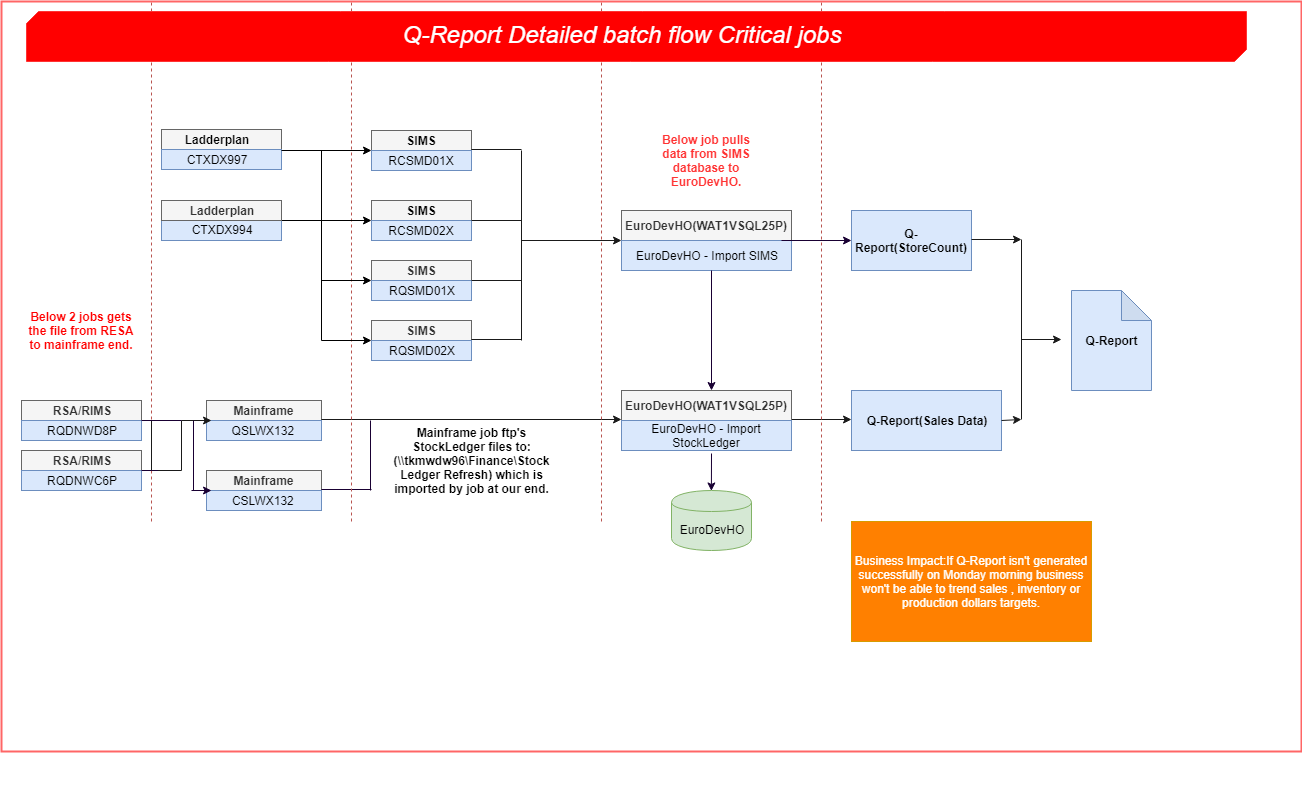 Q-Report Detailed batch flow Critical jobs
Ladderplan
CTXDX997
Ladderplan
CTXDX994
SIMS
RCSMD01X
SIMS
RCSMD02X
SIMS
RQSMD01X
SIMS
RQSMD02X
Below job pulls
data from SIMS
database to
EuroDevHO.
EuroDevHO(WAT1VSQL25P)
EuroDevHO - Import SIMS
Q-
Report(StoreCount)
Q-Report
Below 2 jobs gets
the file from RESA
to mainframe end.
RSA/RIMS
RQDNWD8P
RSA/RIMS
RQDNWC6P
Mainframe
QSLWX132
Mainframe
CSLWX132
Mainframe job ftp's
StockLedger files to:
(\\tkmwdw96\Finance\Stock
Ledger Refresh) which is
imported by job at our end.
EuroDevHO(WAT1VSQL25P)
EuroDevHO - Import
StockLedger
Q-Report(Sales Data)
EuroDevHO
Business Impact:If Q-Report isn't generated
successfully on Monday morning business
won't be able to trend sales , inventory or
production dollars targets.